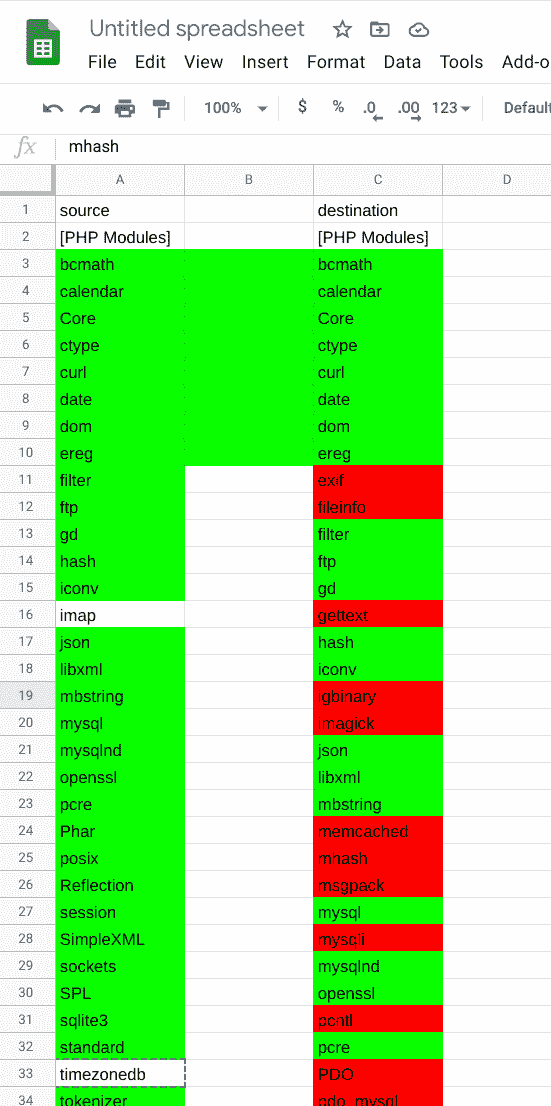 Untitled spreadsheet
File Edit View Insert Format Data Tools Add-o
100% $ % .0 .00 123 Default
fx mhash
A B C D
1 source destination
2 [PHP Modules] [PHP Modules]
3 bcmath bcmath
4 calendar calendar
5 Core Core
6 ctype ctype
7 curl curl
8 date date
9 dom dom
10 ereg ereg
11 filter exif
12 ftp fileinfo
13 gd filter
14 hash ftp
15 iconv gd
16 imap gettext
17 json hash
18 libxml iconv
19 mbstring igbinary
20 mysql imagick
21 mysqlnd json
22 openssl libxml
23 pcre mbstring
24 Phar memcached
25 posix mhash
26 Reflection msgpack
27 session mysql
28 SimpleXML mysqli
29 sockets mysqlnd
30 SPL openssl
31 sqlite3 pcntl
32 standard pcre
33 timezonedb PDO
34 tokenizer pdo_mysql